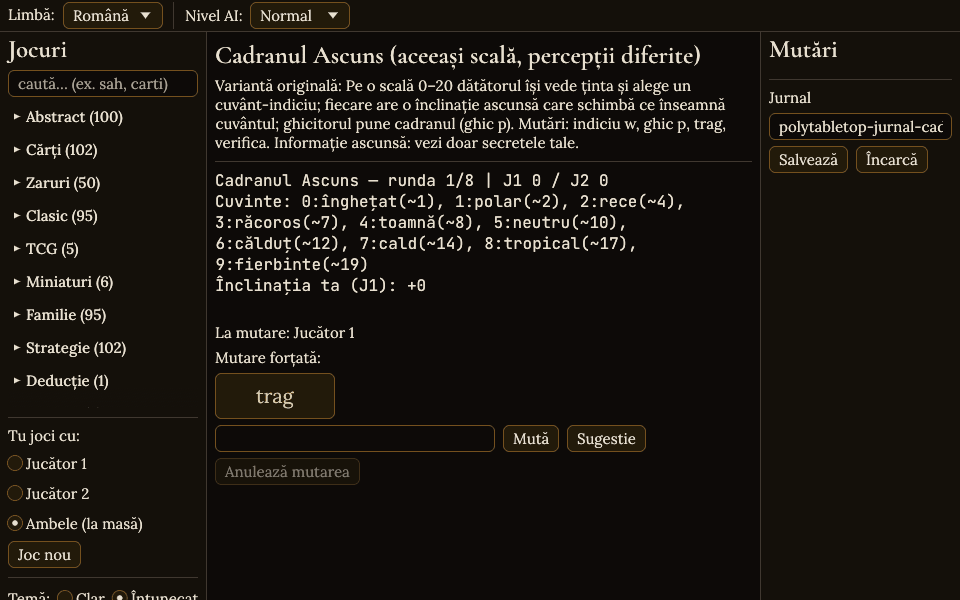 Limbă: Română ▼ Nivel AI: Normal ▼
Jocuri
caută... (ex. sah, carti)
▸ Abstract (100)
▸ Cărți (102)
▸ Zaruri (50)
▸ Clasic (95)
▸ TCG (5)
▸ Miniaturi (6)
▸ Familie (95)
▸ Strategie (102)
▸ Deducție (1)
Tu joci cu:
Jucător 1
Jucător 2
Ambele (la masă)
Joc nou
Temă: Clar Întunecat
Cadranul Ascuns (aceeași scală, percepții diferite)
Variantă originală: Pe o scală 0–20 dătătorul își vede ținta și alege un
cuvânt-indiciu; fiecare are o înclinație ascunsă care schimbă ce înseamnă
cuvântul; ghicitorul pune cadranul (ghic p). Mutări: indiciu w, ghic p, trag,
verifica. Informație ascunsă: vezi doar secretele tale.
Cadranul Ascuns — runda 1/8 | J1 0 / J2 0
Cuvinte: 0:înghețat(~1), 1:polar(~2), 2:rece(~4),
3:răcoros(~7), 4:toamnă(~8), 5:neutru(~10),
6:călduț(~12), 7:cald(~14), 8:tropical(~17),
9:fierbinte(~19)
Înclinația ta (J1): +0
La mutare: Jucător 1
Mutare forțată:
trag
Mută Sugestie
Anulează mutarea
Mutări
Jurnal
polytabletop-jurnal-cad
Salvează Încarcă